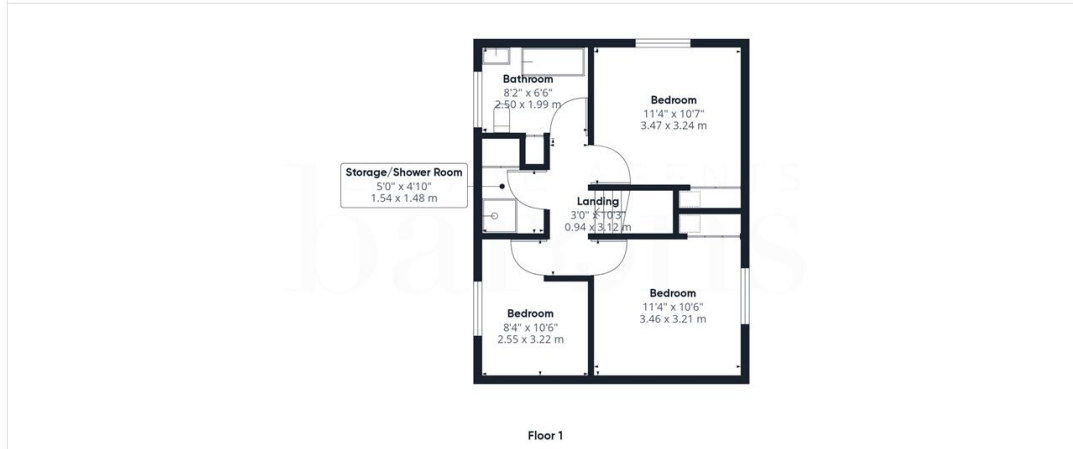 Bathroom
8'2" x 6'6"
2.50 x 1.99 m
Bedroom
11'4" x 10'7"
3.47 x 3.24 m
Storage/Shower Room
5'0" x 4'10"
1.54 x 1.48 m
Landing
3'0" x 10'3"
0.94 x 3.12 m
Bedroom
8'4" x 10'6"
2.55 x 3.22 m
Bedroom
11'4" x 10'6"
3.46 x 3.21 m
Floor 1